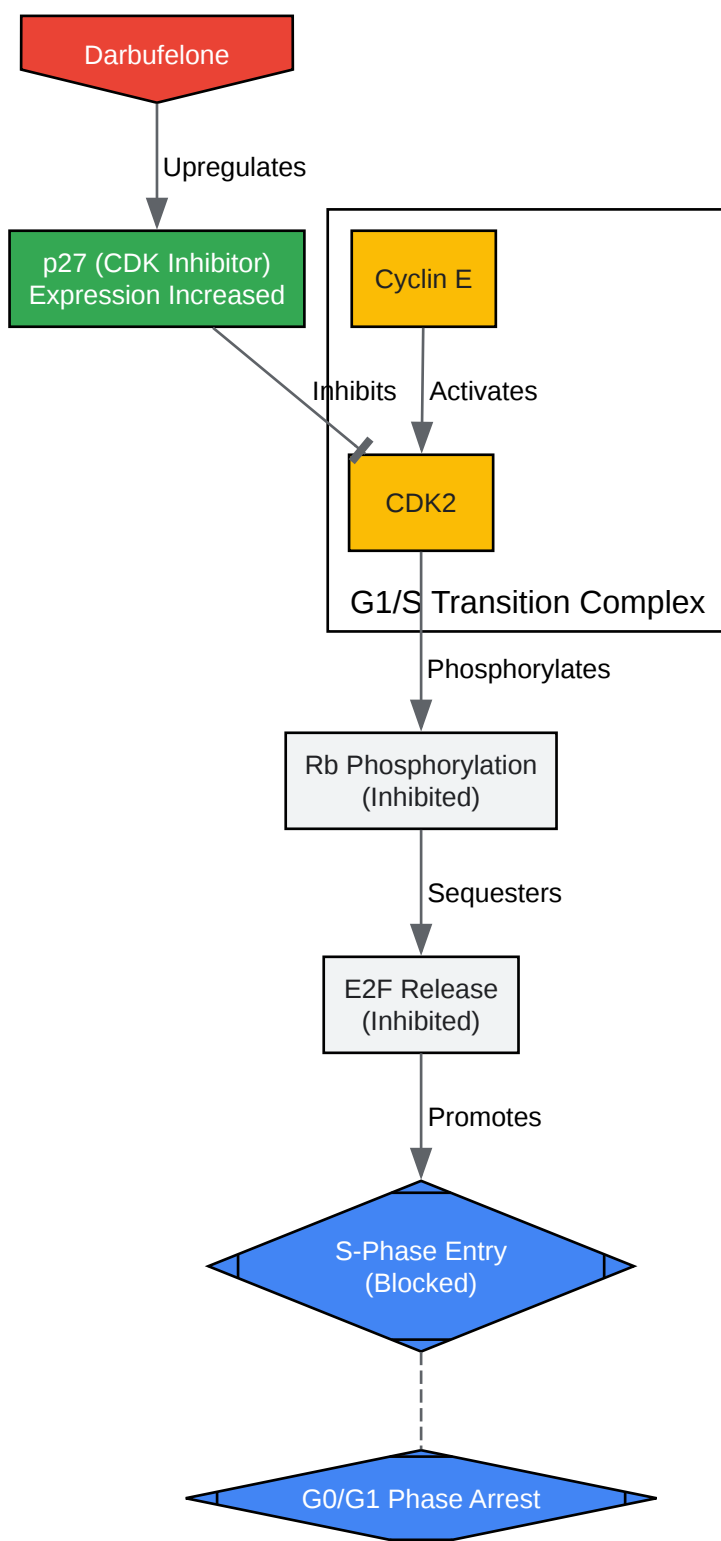 Darbufelone
Upregulates
p27 (CDK Inhibitor)
Expression Increased
Cyclin E
Inhibits
Activates
CDK2
G1/S Transition Complex
Phosphorylates
Rb Phosphorylation
(Inhibited)
Sequesters
E2F Release
(Inhibited)
Promotes
S-Phase Entry
(Blocked)
G0/G1 Phase Arrest